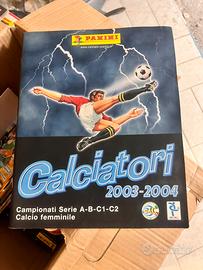 PANINI
Calciatori
2003-2004
Campionati Serie A-B-C1-C2
Calcio femminile